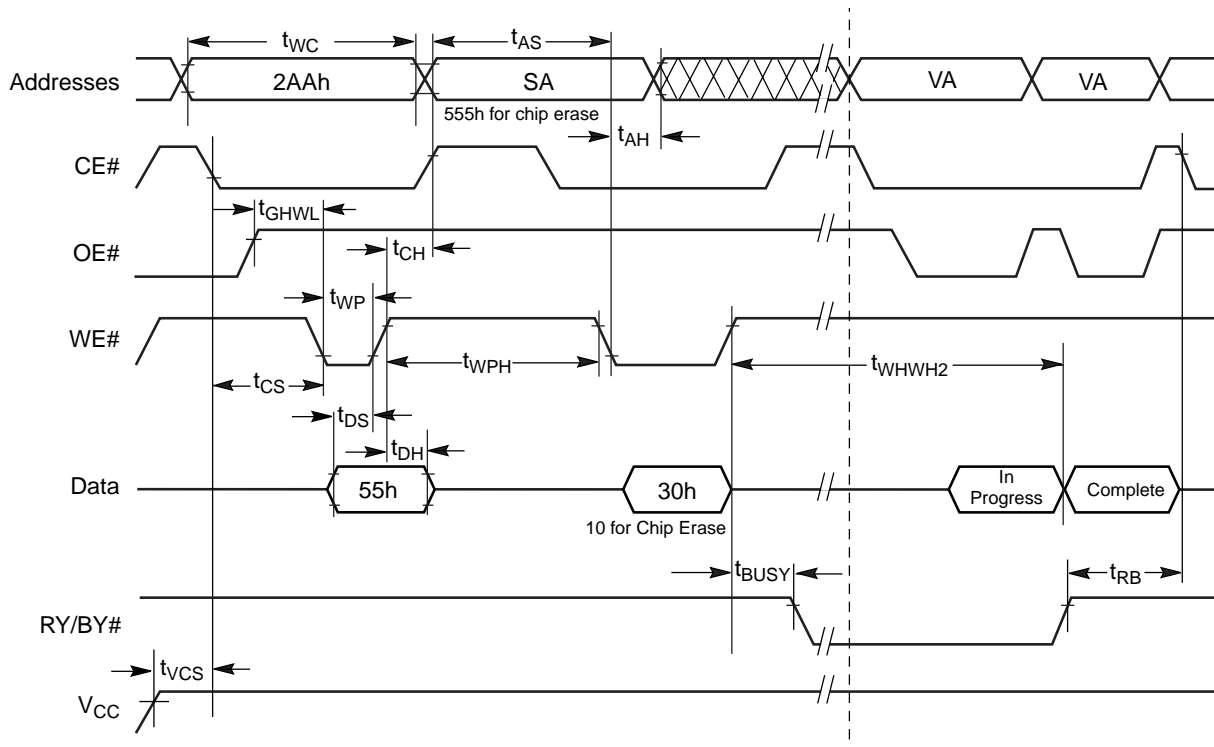 tWC
tAS
Addresses
2AAh
SA
VA
VA
555h for chip erase
tAH
CE#
tGHWL
OE#
tCH
tWP
WE#
tWPH
tWHWH2
tCS
tDS
tDH
Data
55h
30h
In
Progress
Complete
10 for Chip Erase
tBUSY
tRB
RY/BY#
tVCS
VCC